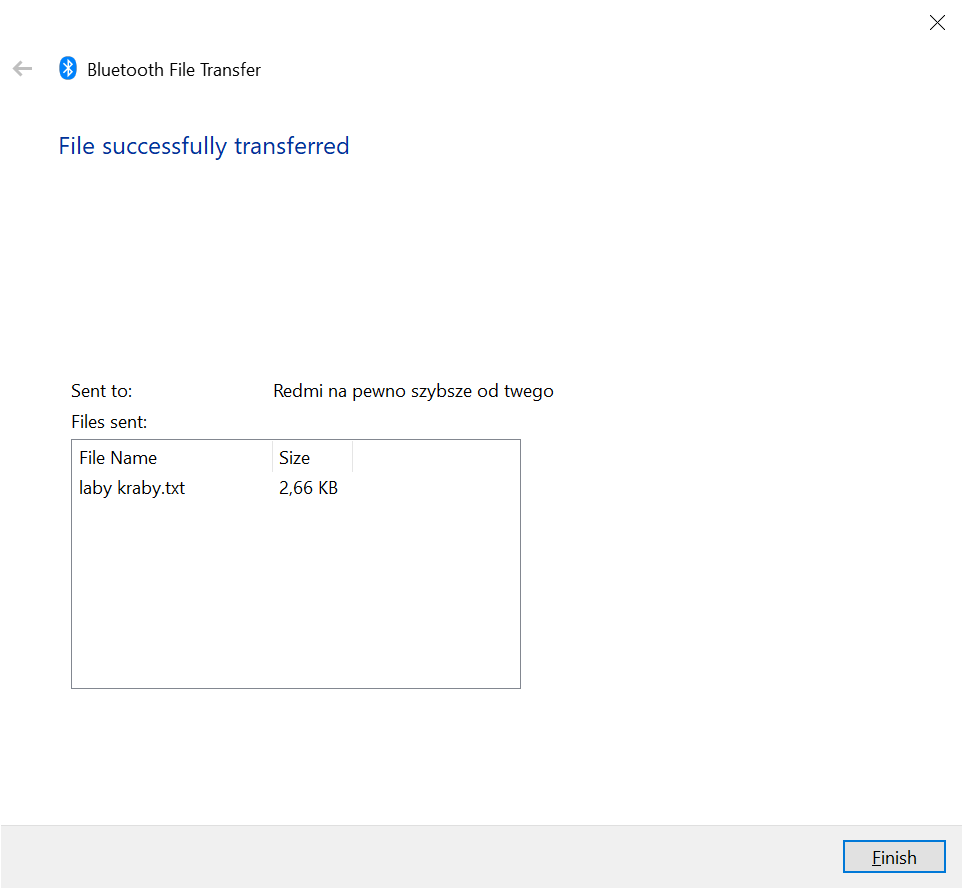 Bluetooth File Transfer
File successfully transferred
Sent to: Redmi na pewno szybsze od twego
Files sent:
File Name Size
laby kraby.txt 2,66 KB
Finish